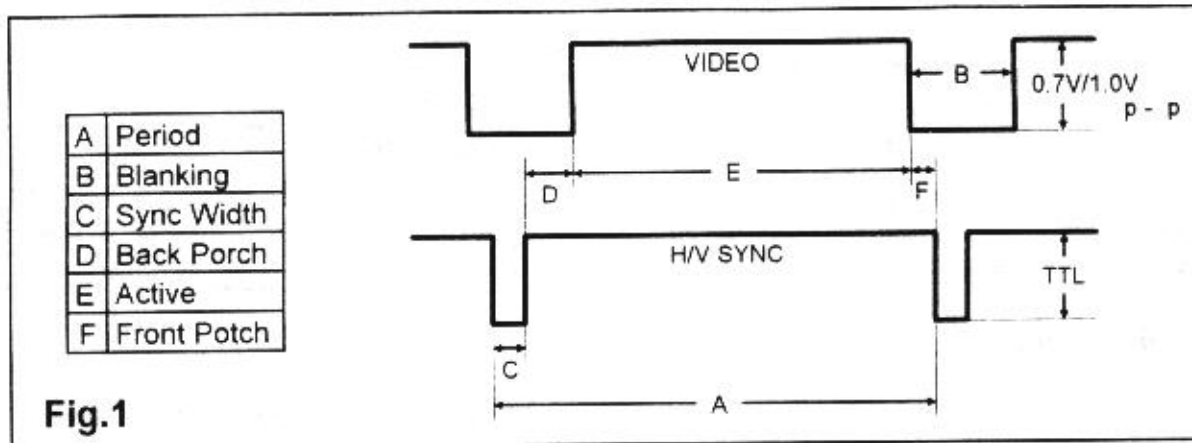 A Period
B Blanking
C Sync Width
D Back Porch
E Active
F Front Potch
Fig.1
VIDEO
B
0.7V/1.0V
p - p
D
E
F
H/V SYNC
TTL
C
A